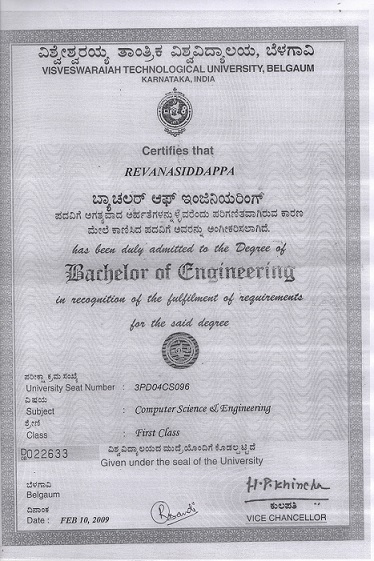 ವಿಶ್ವೇಶ್ವರಯ್ಯ ತಾಂತ್ರಿಕ ವಿಶ್ವವಿದ್ಯಾಲಯ, ಬೆಳಗಾವಿ
VISVESWARAIAH TECHNOLOGICAL UNIVERSITY, BELGAUM
KARNATAKA, INDIA
Certifies that
REVANASIDDAPPA
ಬ್ಯಾಚಲರ್ ಆಫ್ ಇಂಜಿನಿಯರಿಂಗ್
ಪದವಿಗೆ ಅಗತ್ಯವಾದ ಅರ್ಹತೆಗಳನ್ನುಳ್ಳವರೆಂದು ಪರಿಗಣಿತವಾಗಿರುವ ಕಾರಣ
ಮೇಲೆ ಕಾಣಿಸಿದ ಪದವಿಗೆ ಅವರನ್ನು ಅಂಗೀಕರಿಸಲಾಗಿದೆ.
has been duly admitted to the Degree of
Bachelor of Engineering
in recognition of the fulfilment of requirements
for the said degree
ಪರೀಕ್ಷಾ ಕ್ರಮ ಸಂಖ್ಯೆ
University Seat Number : 3PD04CS096
ವಿಷಯ
Subject : Computer Science & Engineering
ಶ್ರೇಣಿ
Class : First Class
022633
ವಿಶ್ವವಿದ್ಯಾಲಯದ ಮುದ್ರೆಯೊಂದಿಗೆ ಕೊಡಲ್ಪಟ್ಟಿದೆ
Given under the seal of the University
ಬೆಳಗಾವಿ
Belgaum
H.P.Khincha
ದಿನಾಂಕ
Date : FEB 10, 2009
ಕುಲಪತಿ
VICE CHANCELLOR